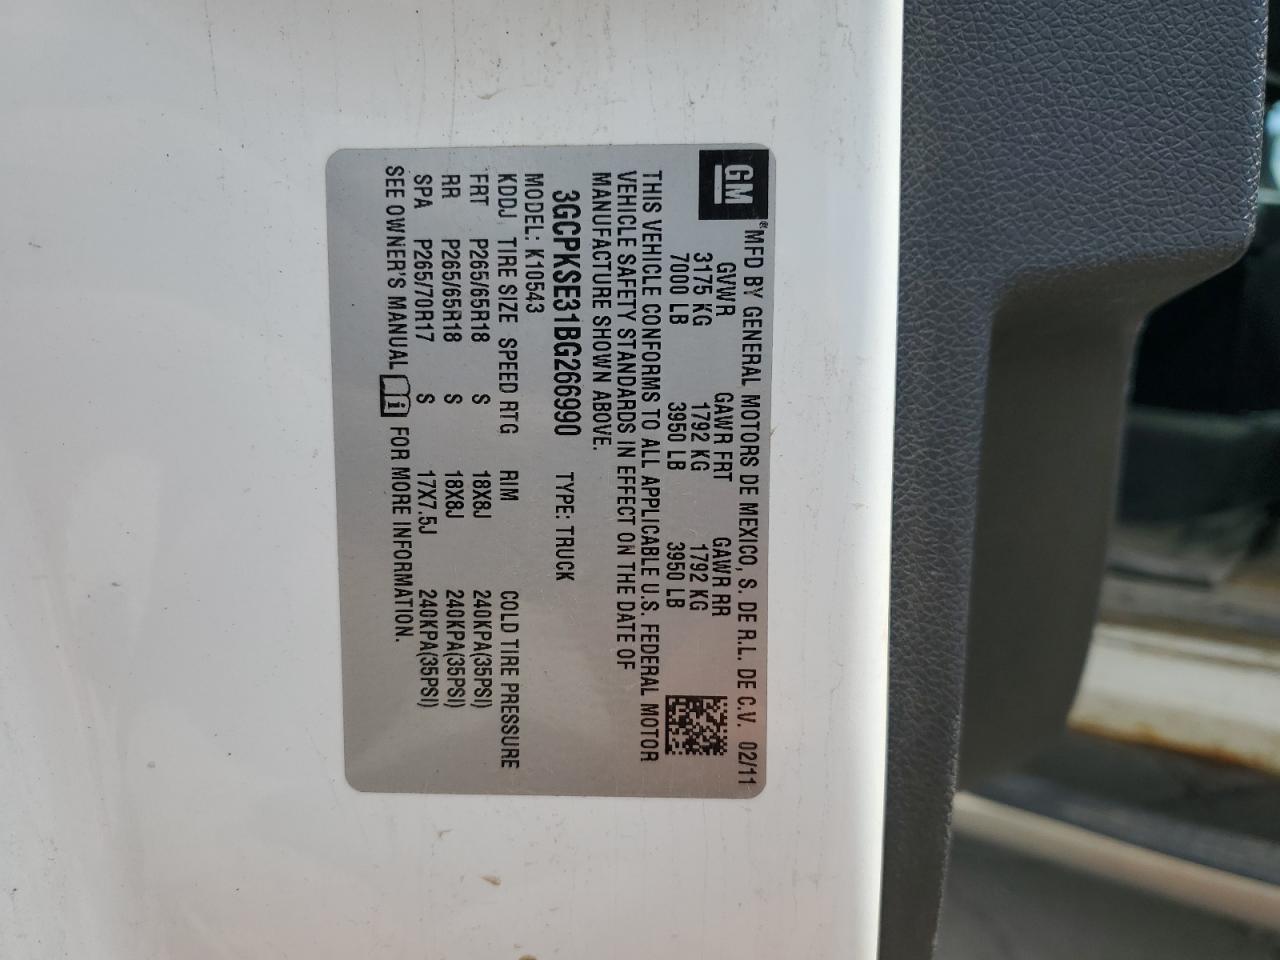 GM
® MFD BY GENERAL MOTORS DE MEXICO, S. DE R.L. DE C.V. 02/11
GVWR GAWR FRT GAWR RR
3175 KG 1792 KG 1792 KG
7000 LB 3950 LB 3950 LB
THIS VEHICLE CONFORMS TO ALL APPLICABLE U.S. FEDERAL MOTOR
VEHICLE SAFETY STANDARDS IN EFFECT ON THE DATE OF
MANUFACTURE SHOWN ABOVE.
3GCPKSE31BG266990 TYPE: TRUCK
MODEL: K10543
KDDJ TIRE SIZE SPEED RTG RIM COLD TIRE PRESSURE
FRT P265/65R18 S 18X8J 240KPA(35PSI)
RR P265/65R18 S 18X8J 240KPA(35PSI)
SPA P265/70R17 S 17X7.5J 240KPA(35PSI)
SEE OWNER'S MANUAL i FOR MORE INFORMATION.